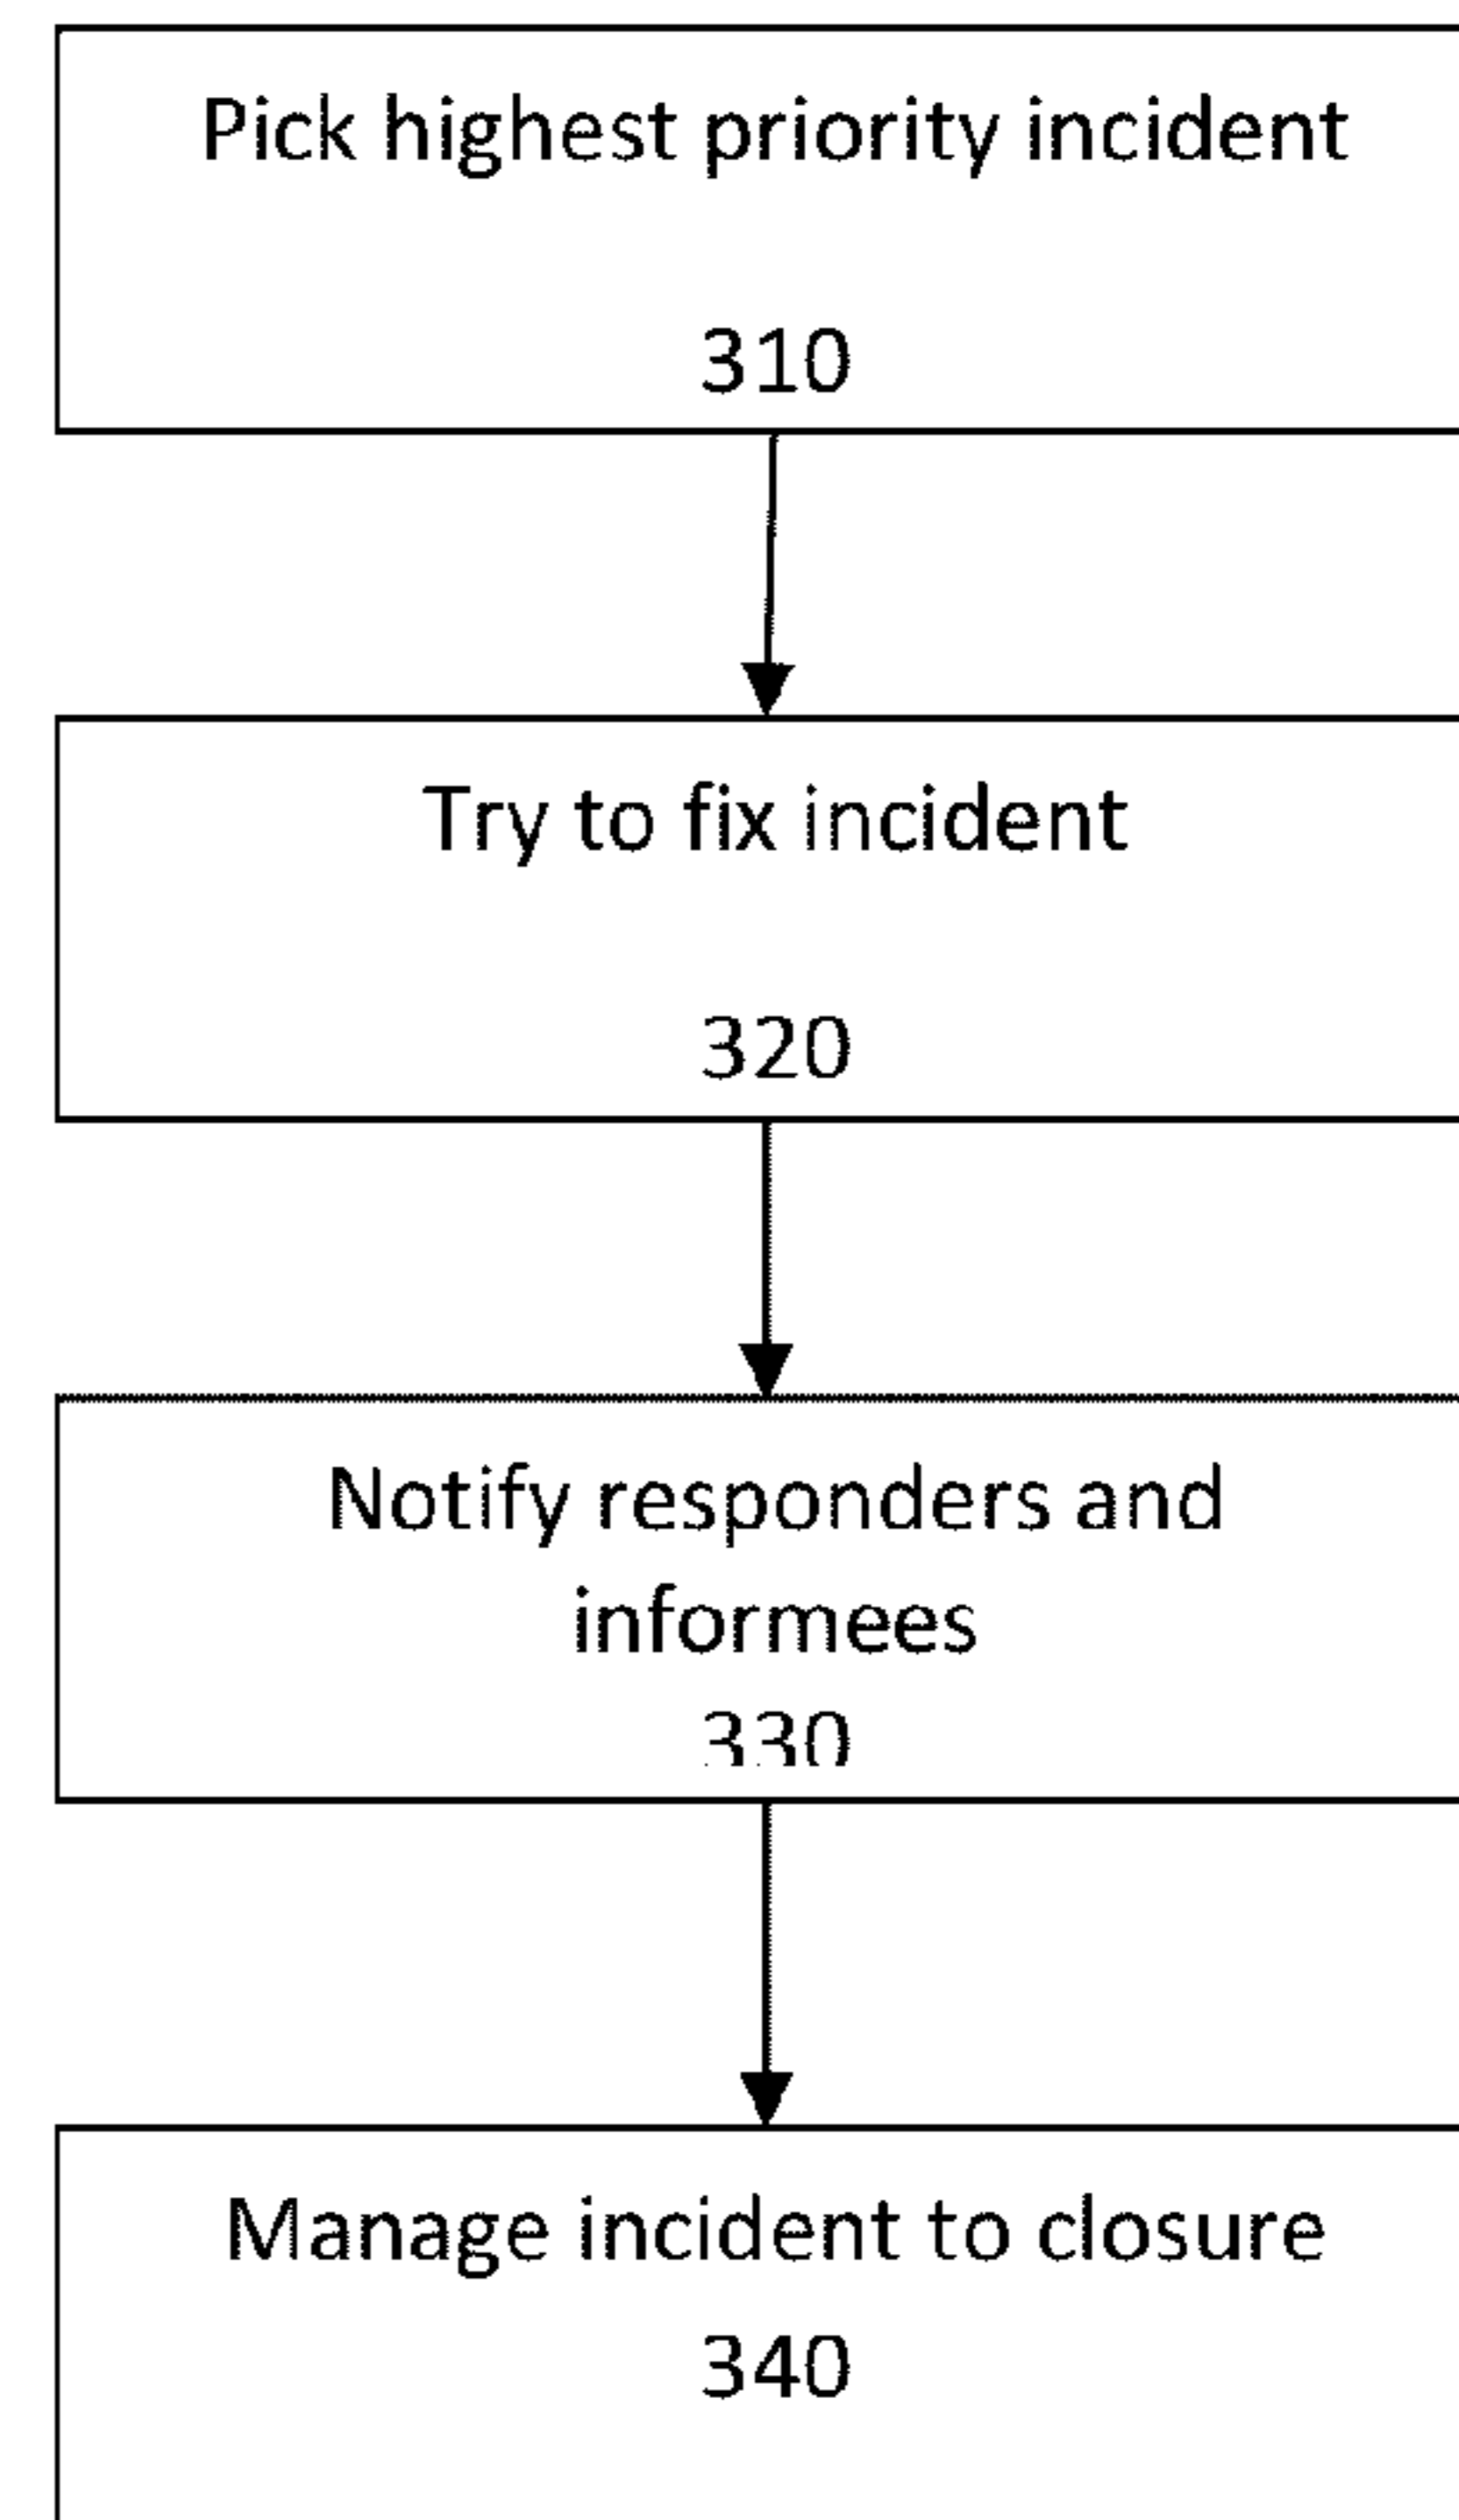 Pick highest priority incident
310
Try to fix incident
320
Notify responders and
informees
330
Manage incident to closure
340